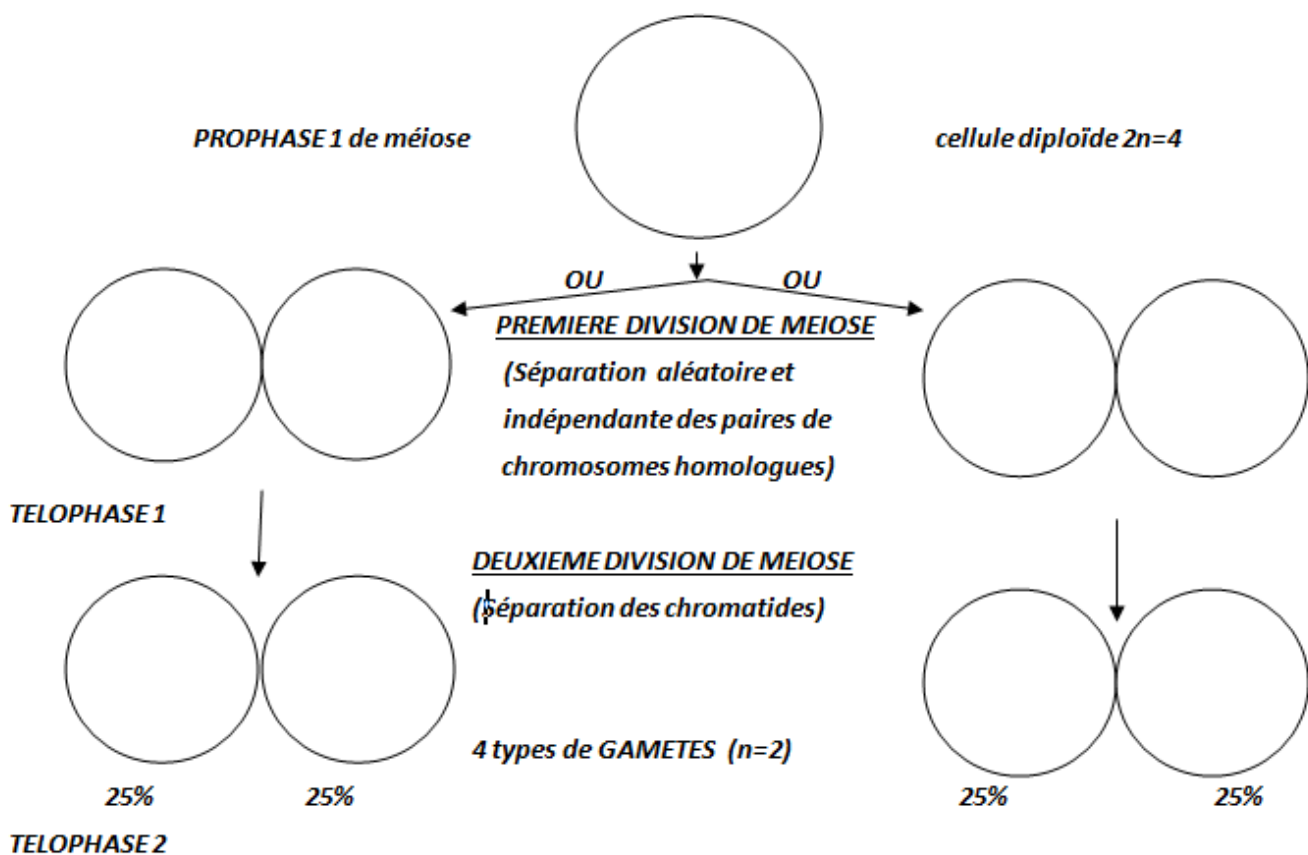 PROPHASE 1 de méiose
cellule diploïde 2n=4
OU
OU
PREMIERE DIVISION DE MEIOSE
(Séparation aléatoire et
indépendante des paires de
chromosomes homologues)
TELOPHASE 1
DEUXIEME DIVISION DE MEIOSE
(Séparation des chromatides)
4 types de GAMETES (n=2)
25%
25%
25%
25%
TELOPHASE 2